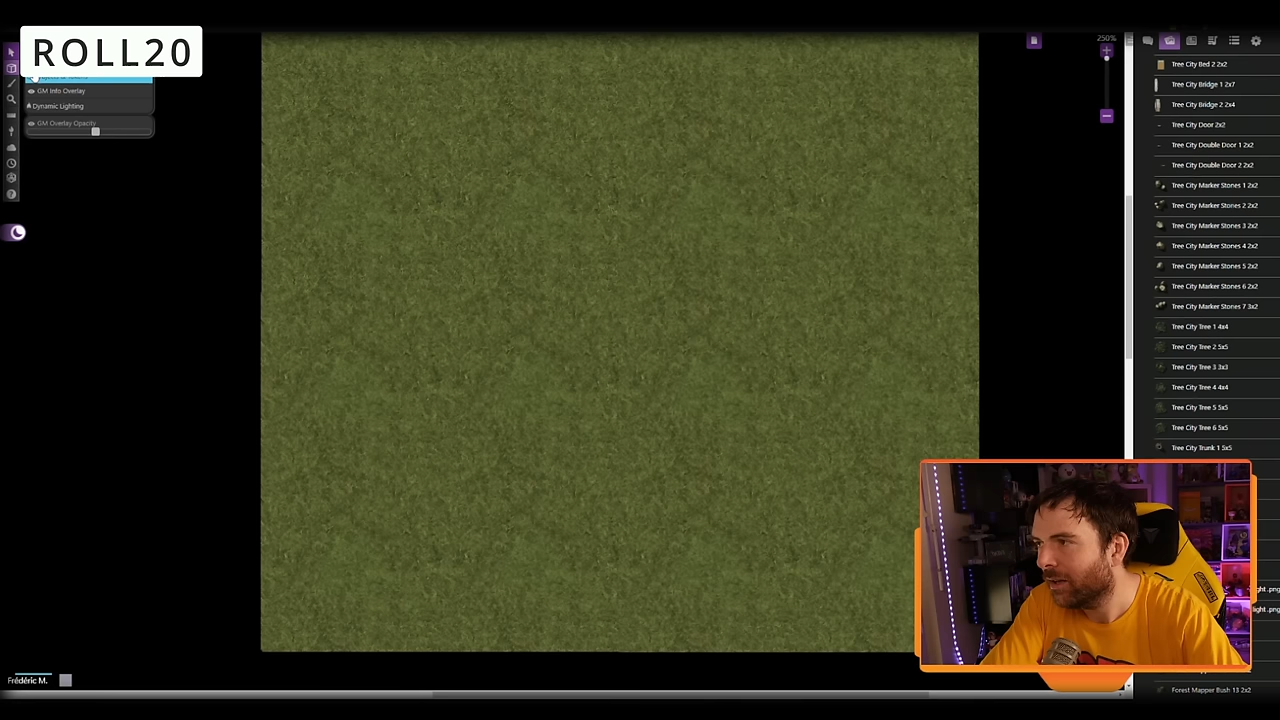 ROLL20
GM Info Overlay
Dynamic Lighting
GM Overlay Opacity
250%
Tree City Bed 2 2x2
Tree City Bridge 1 2x7
Tree City Bridge 2 2x4
Tree City Door 2x2
Tree City Double Door 1 2x2
Tree City Double Door 2 2x2
Tree City Marker Stones 1 2x2
Tree City Marker Stones 2 2x2
Tree City Marker Stones 3 2x2
Tree City Marker Stones 4 2x2
Tree City Marker Stones 5 2x2
Tree City Marker Stones 6 2x2
Tree City Marker Stones 7 3x2
Tree City Tree 1 4x4
Tree City Tree 2 5x5
Tree City Tree 3 3x3
Tree City Tree 4 4x4
Tree City Tree 5 5x5
Tree City Tree 6 5x5
Tree City Trunk 1 5x5
light.png
light.png
Forest Mapper Bush 13 2x2
Frédéric M.